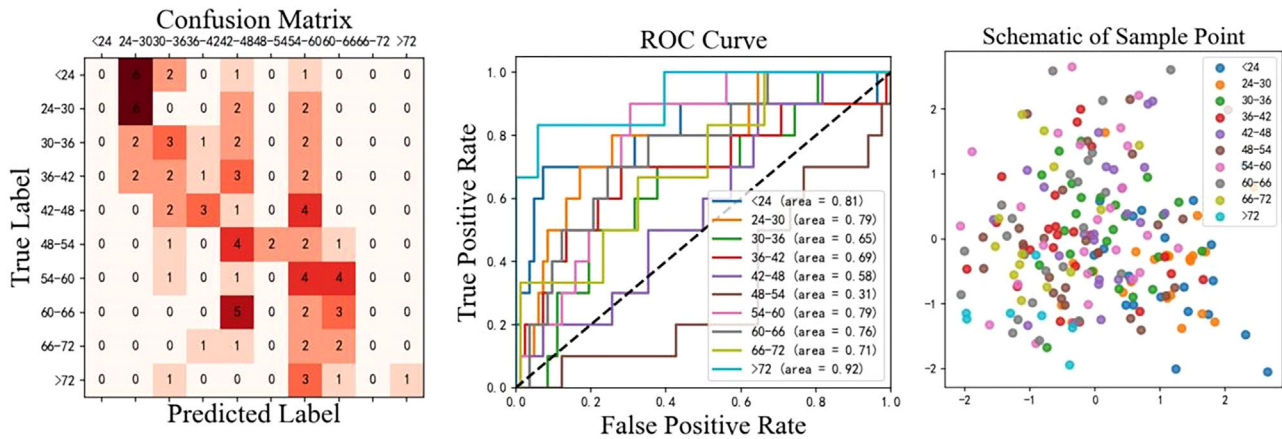 Confusion Matrix
<24 24-30 30-36 36-42 42-48 48-54 54-60 60-66 66-72 >72
<24 0 6 2 0 1 0 1 0 0 0
24-30 0 6 0 0 2 0 2 0 0 0
30-36 0 2 3 1 2 0 2 0 0 0
36-42 0 2 2 1 3 0 2 0 0 0
42-48 0 0 2 3 1 0 4 0 0 0
48-54 0 0 1 0 4 2 2 1 0 0
54-60 0 0 1 0 1 0 4 4 0 0
60-66 0 0 0 0 5 0 2 3 0 0
66-72 0 0 0 1 1 0 2 2 0 0
>72 0 0 1 0 0 0 3 1 0 1
True Label
Predicted Label
ROC Curve
1.0
0.8
0.6
0.4
0.2
0.0
0.0 0.2 0.4 0.6 0.8 1.0
True Positive Rate
False Positive Rate
<24 (area = 0.81)
24-30 (area = 0.79)
30-36 (area = 0.65)
36-42 (area = 0.69)
42-48 (area = 0.58)
48-54 (area = 0.31)
54-60 (area = 0.79)
60-66 (area = 0.76)
66-72 (area = 0.71)
>72 (area = 0.92)
Schematic of Sample Point
2
1
0
-1
-2
-2 -1 0 1 2
<24
24-30
30-36
36-42
42-48
48-54
54-60
60-66
66-72
>72